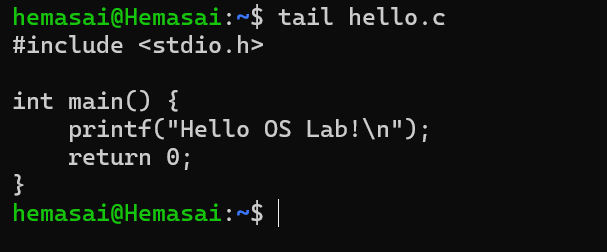 hemasai@Hemasai:~$ tail hello.c
#include <stdio.h>

int main() {
    printf("Hello OS Lab!\n");
    return 0;
}
hemasai@Hemasai:~$